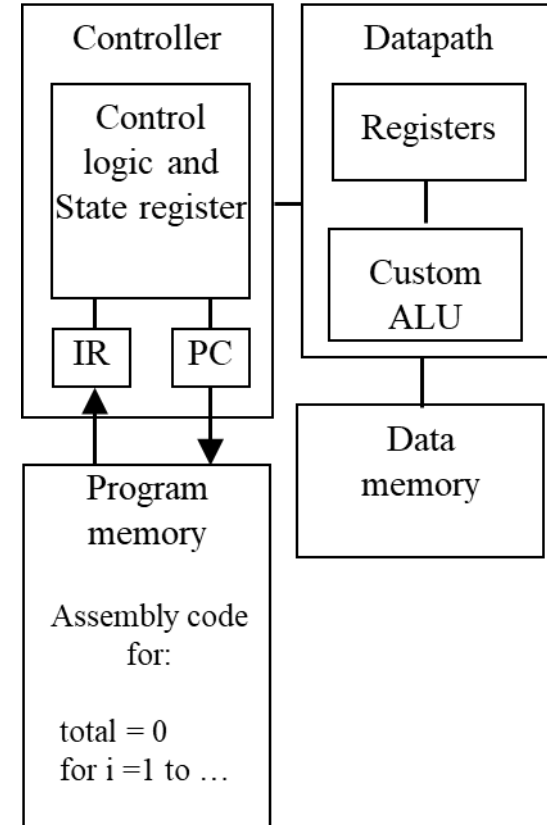 Controller
Control
logic and
State register
IR
PC
Datapath
Registers
Custom
ALU
Data
memory
Program
memory
Assembly code
for:
total = 0
for i =1 to …